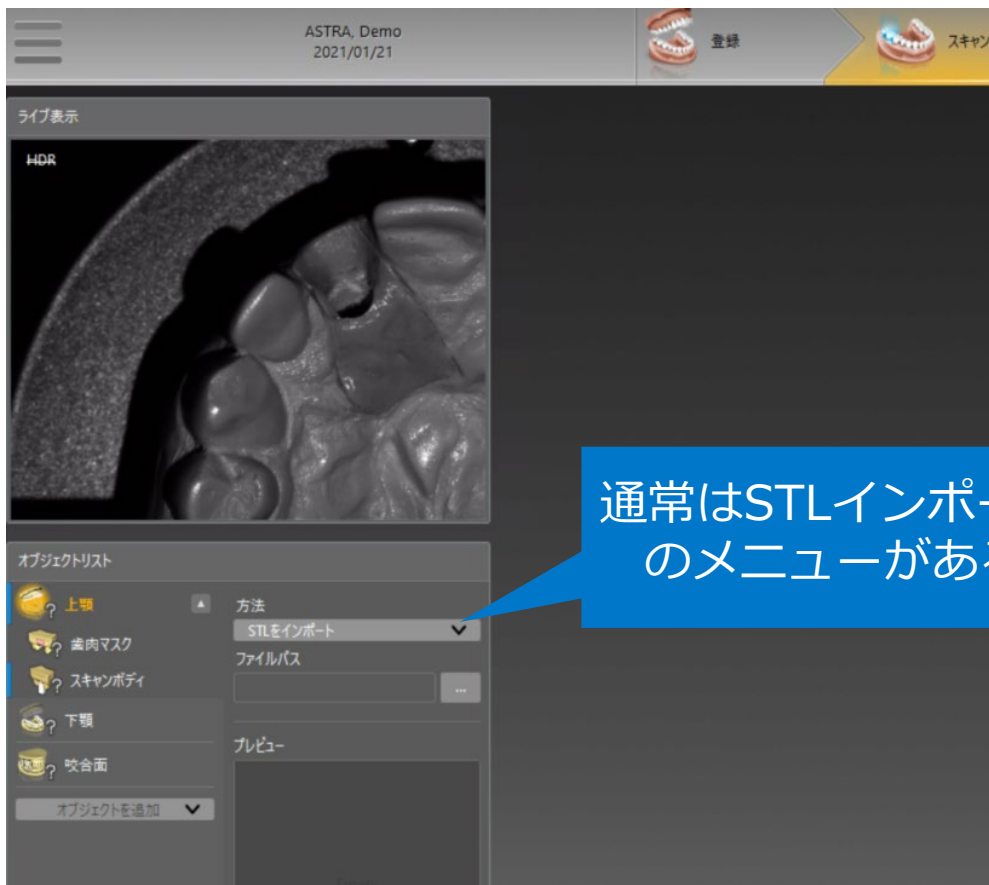 ASTRA, Demo
2021/01/21
登録
スキャン
ライブ表示
HDR
通常はSTLインポー
のメニューがある
オブジェクトリスト
上顎
歯肉マスク
スキャンボディ
下顎
咬合面
オブジェクトを追加
方法
STLをインポート
ファイルパス
...
プレビュー